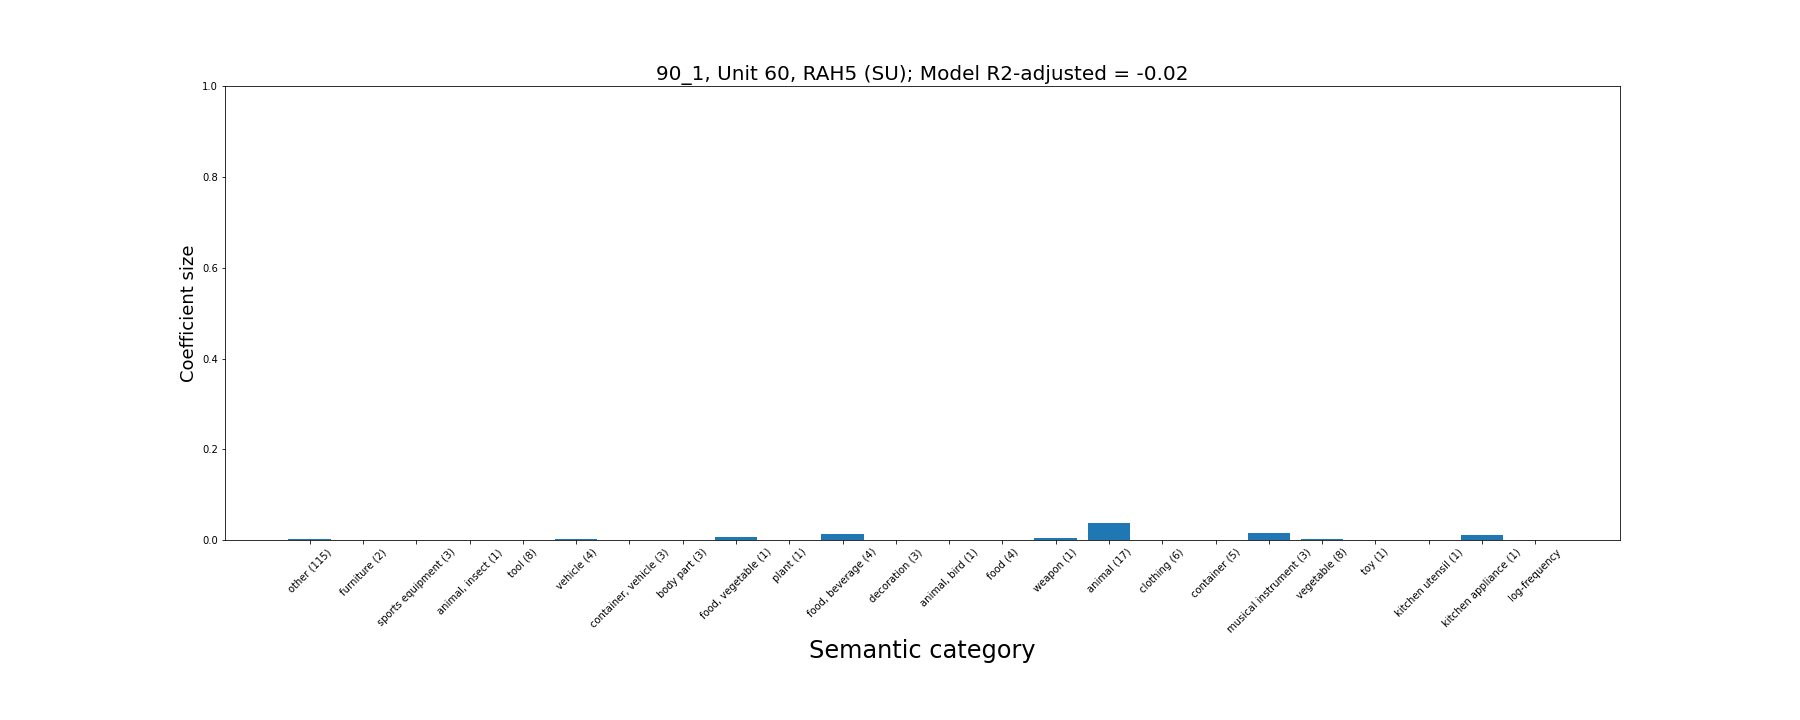 90_1, Unit 60, RAH5 (SU); Model R2-adjusted = -0.02
Coefficient size
1.0
0.8
0.6
0.4
0.2
0.0
other (115)
furniture (2)
sports equipment (3)
animal, insect (1)
tool (8)
vehicle (4)
container, vehicle (3)
body part (3)
food, vegetable (1)
plant (1)
food, beverage (4)
decoration (3)
animal, bird (1)
food (4)
weapon (1)
animal (17)
clothing (6)
container (5)
musical instrument (3)
vegetable (8)
toy (1)
kitchen utensil (1)
kitchen appliance (1)
log-frequency
Semantic category